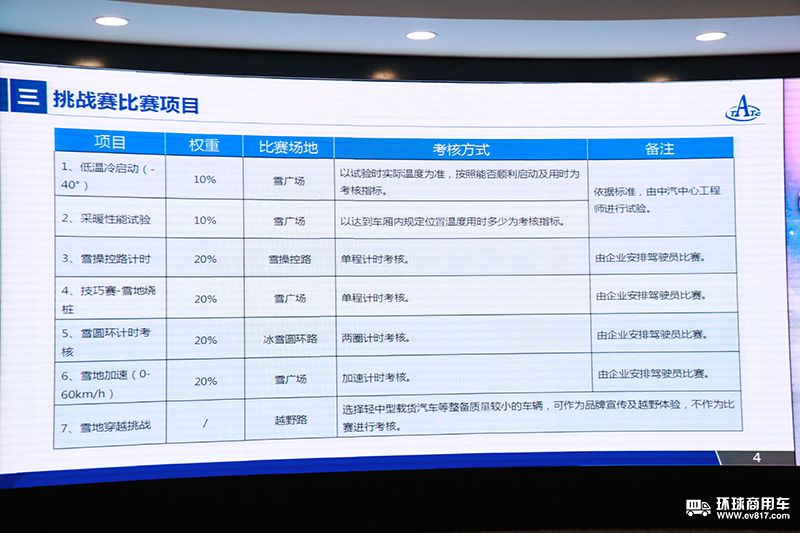 三 挑战赛比赛项目
TATC
项目 权重 比赛场地 考核方式 备注
1、低温冷启动（-
40°） 10% 雪广场 以试验时实际温度为准，按照能否顺利启动及用时为
考核指标。
依据标准，由中汽中心工程
师进行试验。
2、采暖性能试验 10% 雪广场 以达到车厢内规定位置温度用时多少为考核指标。
3、雪操控路计时 20% 雪操控路 单程计时考核。 由企业安排驾驶员比赛。
4、技巧赛-雪地绕
桩 20% 雪广场 单程计时考核。 由企业安排驾驶员比赛。
5、雪圆环计时考
核 20% 冰雪圆环路 两圈计时考核。 由企业安排驾驶员比赛。
6、雪地加速（0-
60km/h） 20% 雪广场 加速计时考核。 由企业安排驾驶员比赛。
7、雪地穿越挑战 / 越野路 选择轻中型载货汽车等整备质量较小的车辆，可作为品牌宣传及越野体验，不作为比
赛进行考核。
4
环球商用车
www.ev817.com